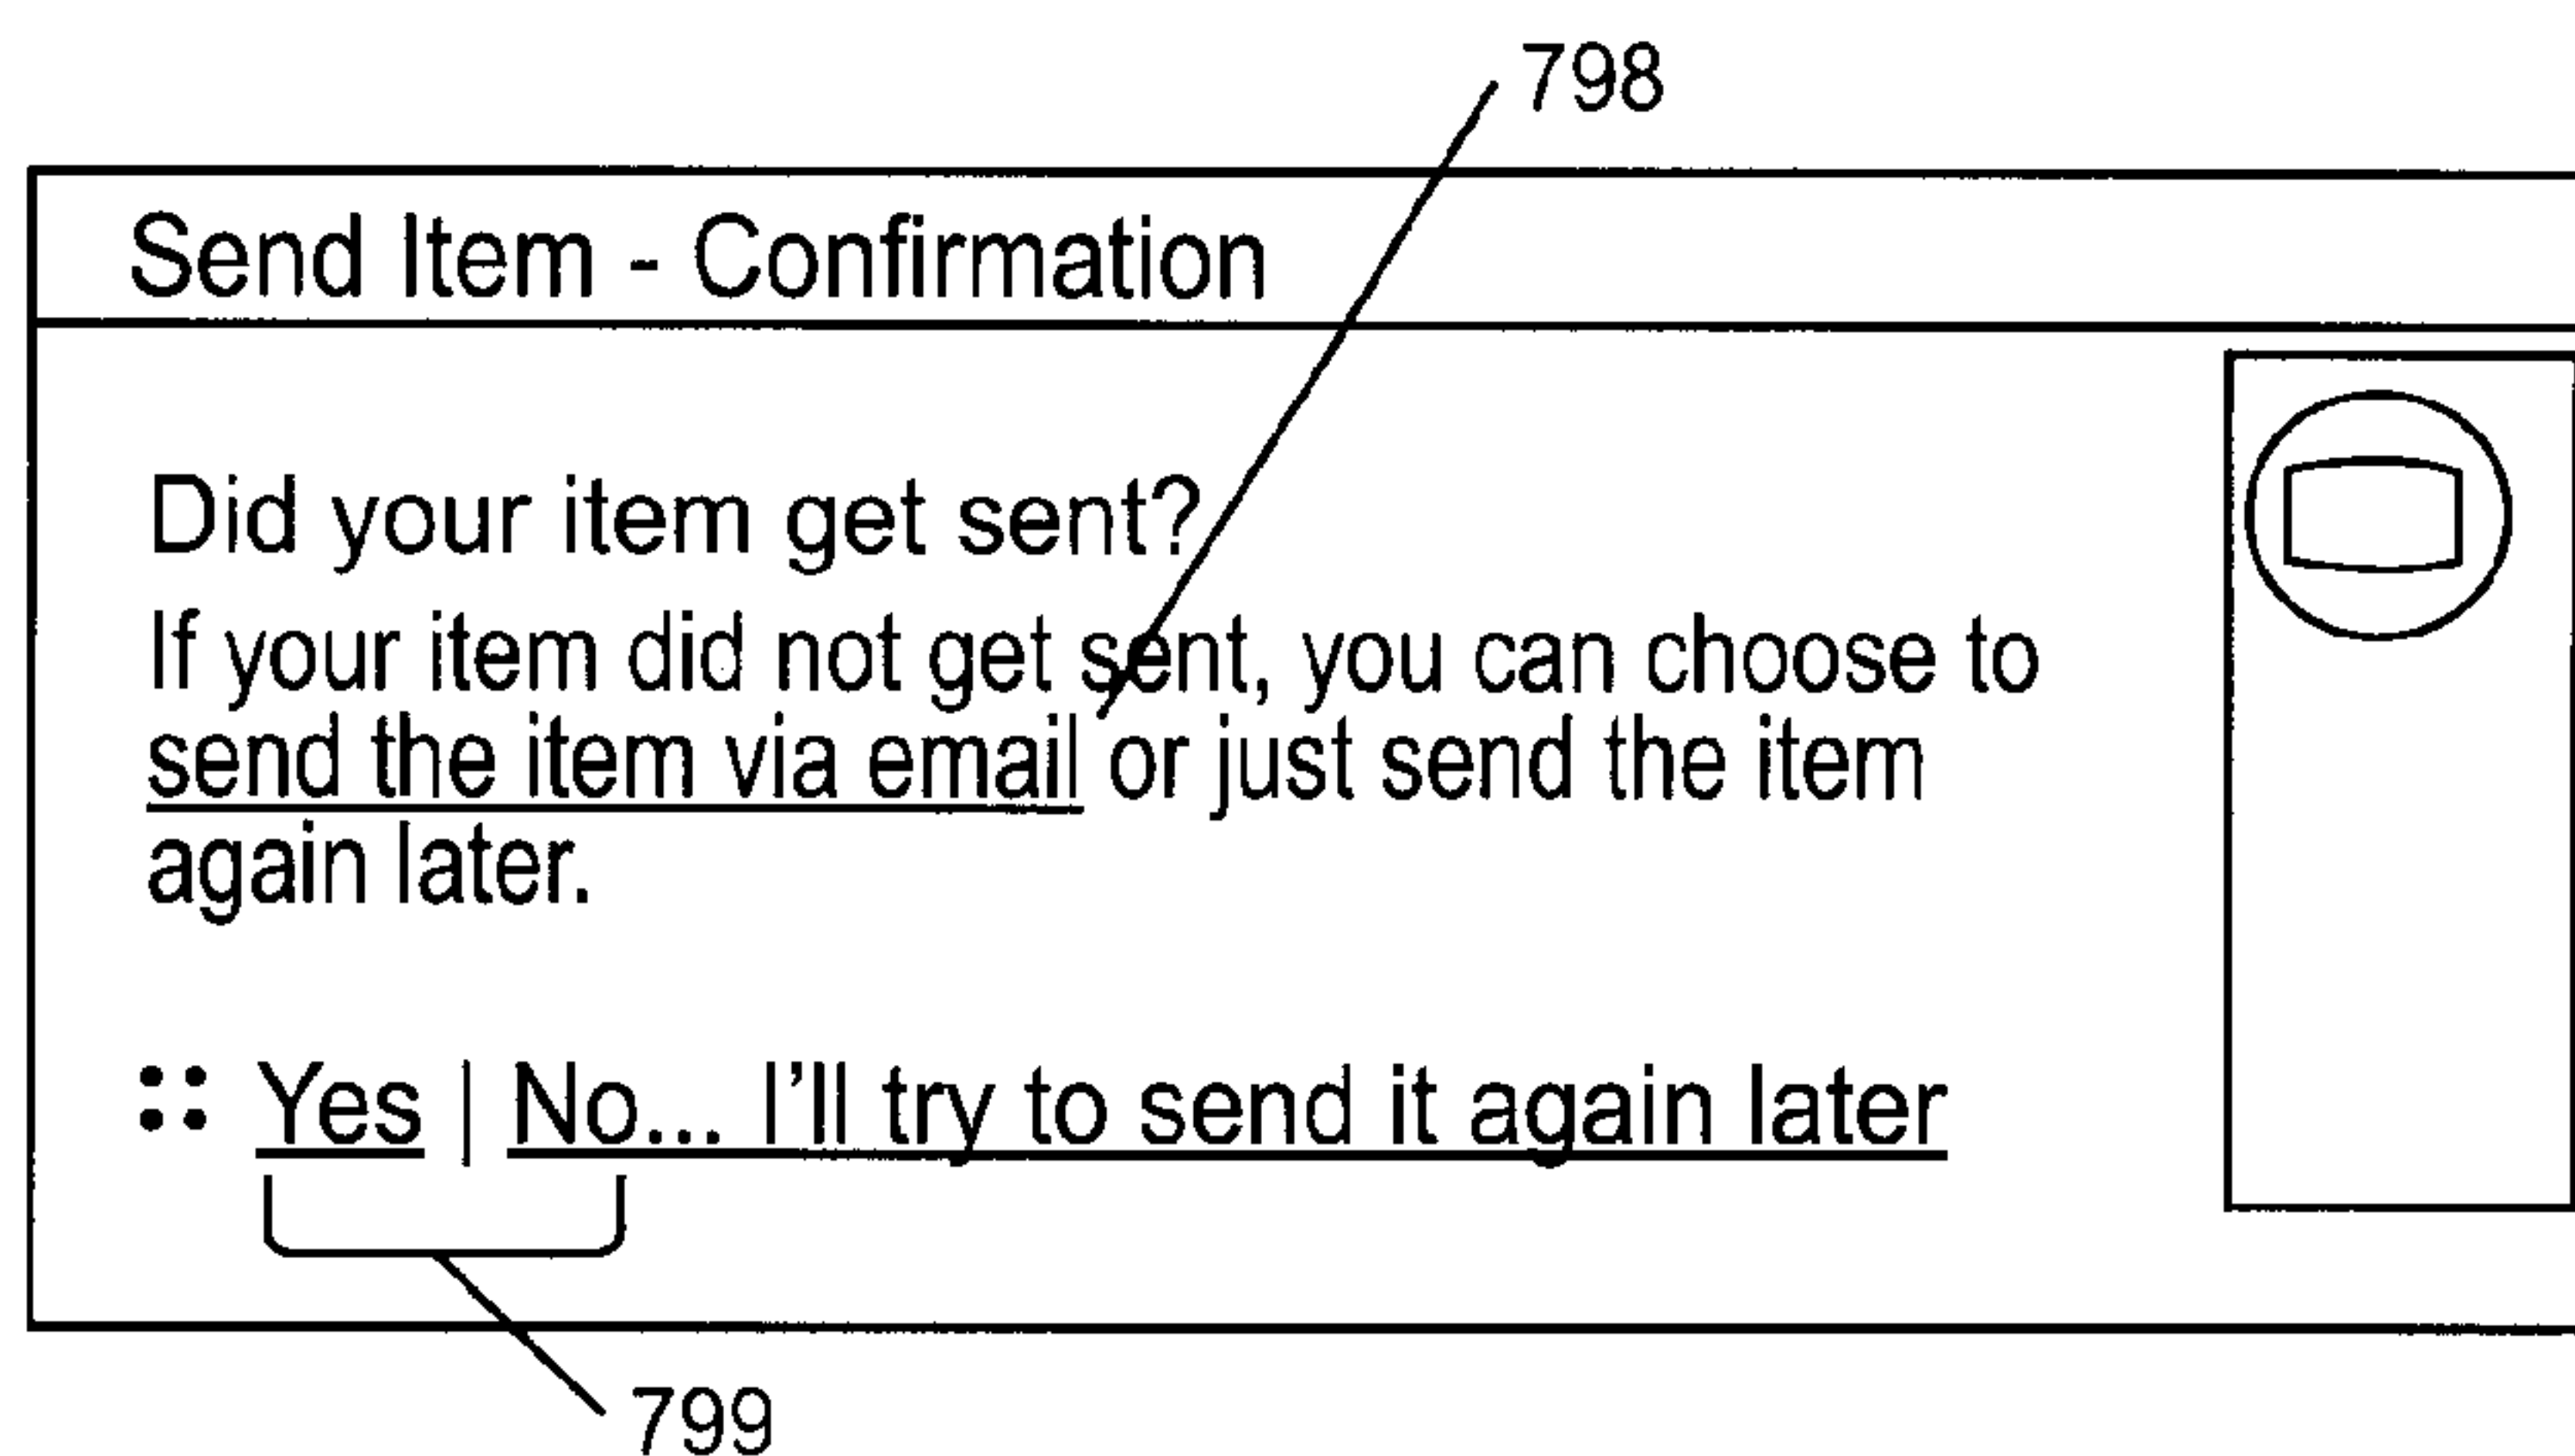 798
Send Item - Confirmation
Did your item get sent?
If your item did not get sent, you can choose to
send the item via email or just send the item
again later.
Yes | No... I'll try to send it again later
799